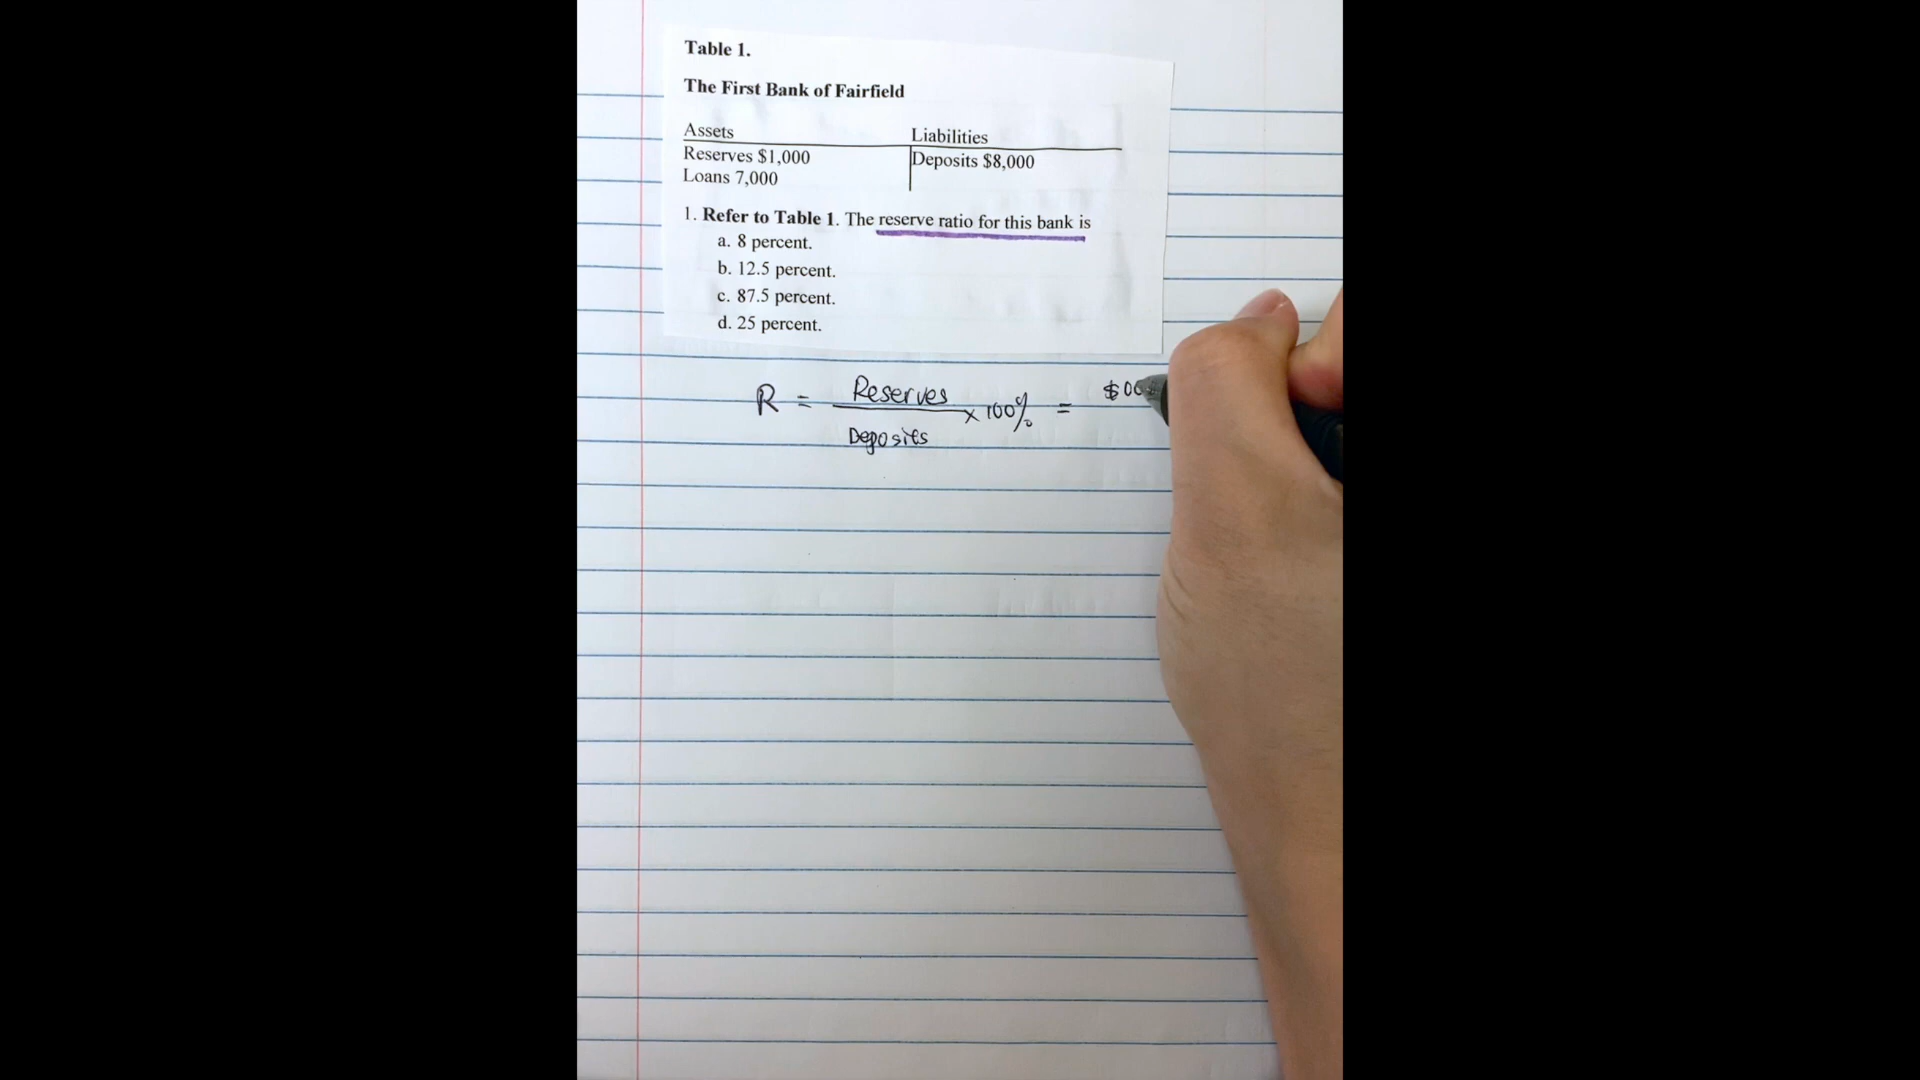 Table 1.
The First Bank of Fairfield
Assets Liabilities
Reserves $1,000 Deposits $8,000
Loans 7,000
1. Refer to Table 1. The reserve ratio for this bank is
a. 8 percent.
b. 12.5 percent.
c. 87.5 percent.
d. 25 percent.
R = Reserves × 100% = $00
Deposits